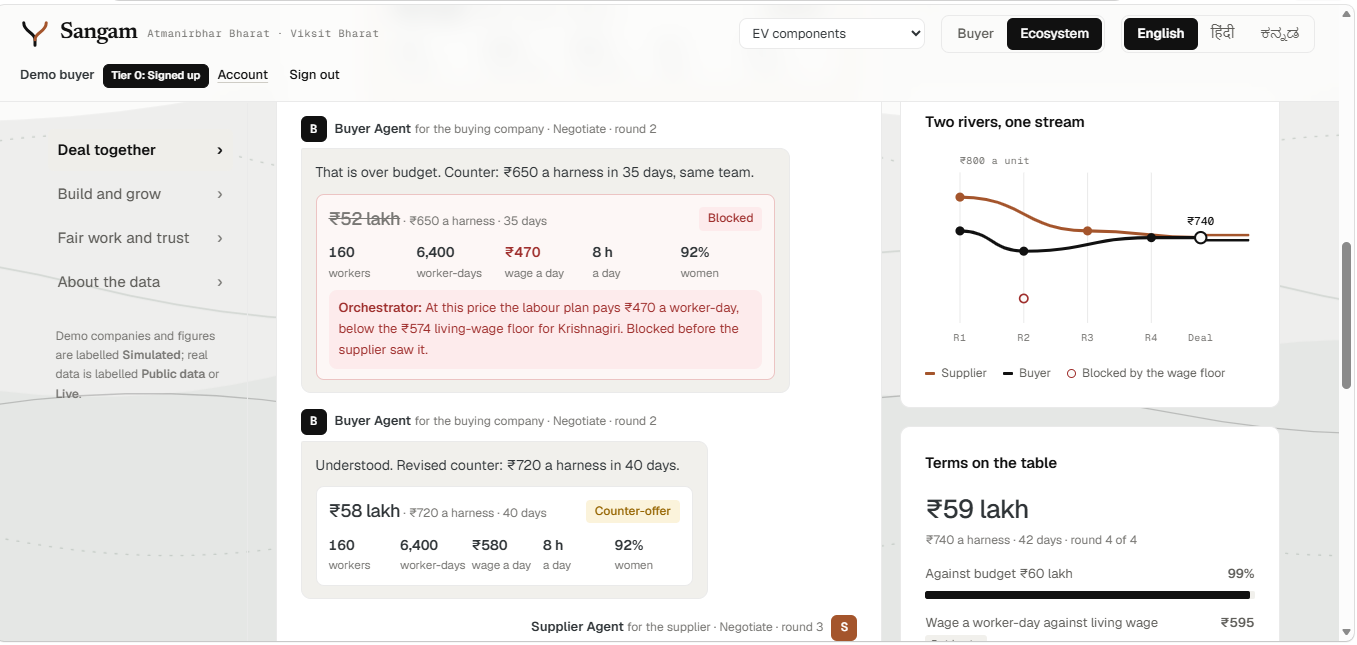 Sangam Atmanirbhar Bharat · Viksit Bharat
EV components
Buyer Ecosystem
English हिंदी ಕನ್ನಡ
Demo buyer Tier 0: Signed up Account Sign out
Deal together ›
Build and grow ›
Fair work and trust ›
About the data ›
Demo companies and figures
are labelled Simulated; real
data is labelled Public data or
Live.
B Buyer Agent for the buying company · Negotiate · round 2
That is over budget. Counter: ₹650 a harness in 35 days, same team.
₹52 lakh · ₹650 a harness · 35 days Blocked
160 6,400 ₹470 8 h 92%
workers worker-days wage a day a day women
Orchestrator: At this price the labour plan pays ₹470 a worker-day,
below the ₹574 living-wage floor for Krishnagiri. Blocked before the
supplier saw it.
B Buyer Agent for the buying company · Negotiate · round 2
Understood. Revised counter: ₹720 a harness in 40 days.
₹58 lakh · ₹720 a harness · 40 days Counter-offer
160 6,400 ₹580 8 h 92%
workers worker-days wage a day a day women
Supplier Agent for the supplier · Negotiate · round 3 S
Two rivers, one stream
₹800 a unit
₹740
R1 R2 R3 R4 Deal
Supplier Buyer Blocked by the wage floor
Terms on the table
₹59 lakh
₹740 a harness · 42 days · round 4 of 4
Against budget ₹60 lakh 99%
Wage a worker-day against living wage ₹595